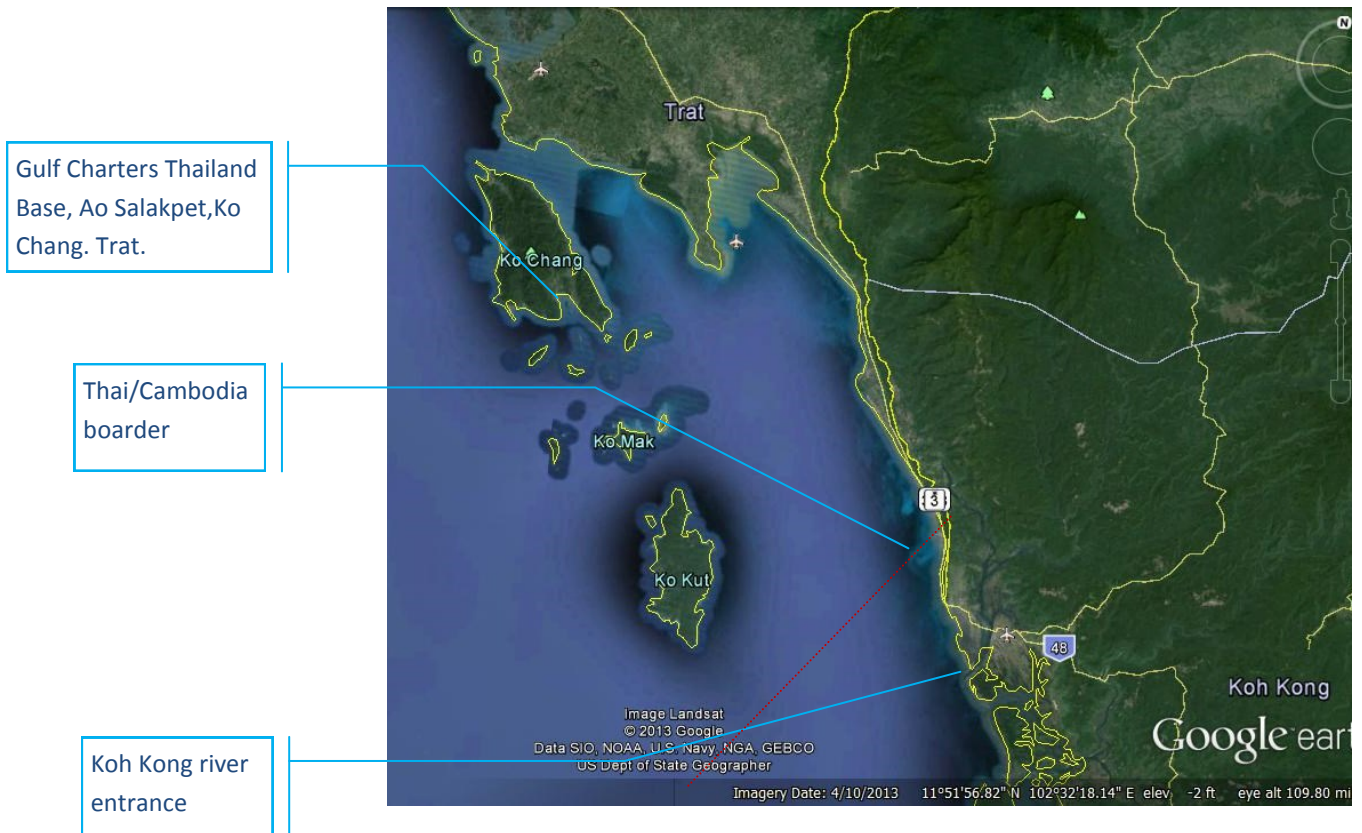 N
Trat
Gulf Charters Thailand
Base, Ao Salakpet,Ko
Chang. Trat.
Ko Chang
Thai/Cambodia
boarder
Ko Mak
3
Ko Kut
48
Koh Kong
Image Landsat
© 2013 Google
Data SIO, NOAA, U.S. Navy, NGA, GEBCO
US Dept of State Geographer
Google eart
Koh Kong river
entrance
Imagery Date: 4/10/2013 11°51'56.82" N 102°32'18.14" E elev -2 ft eye alt 109.80 mi